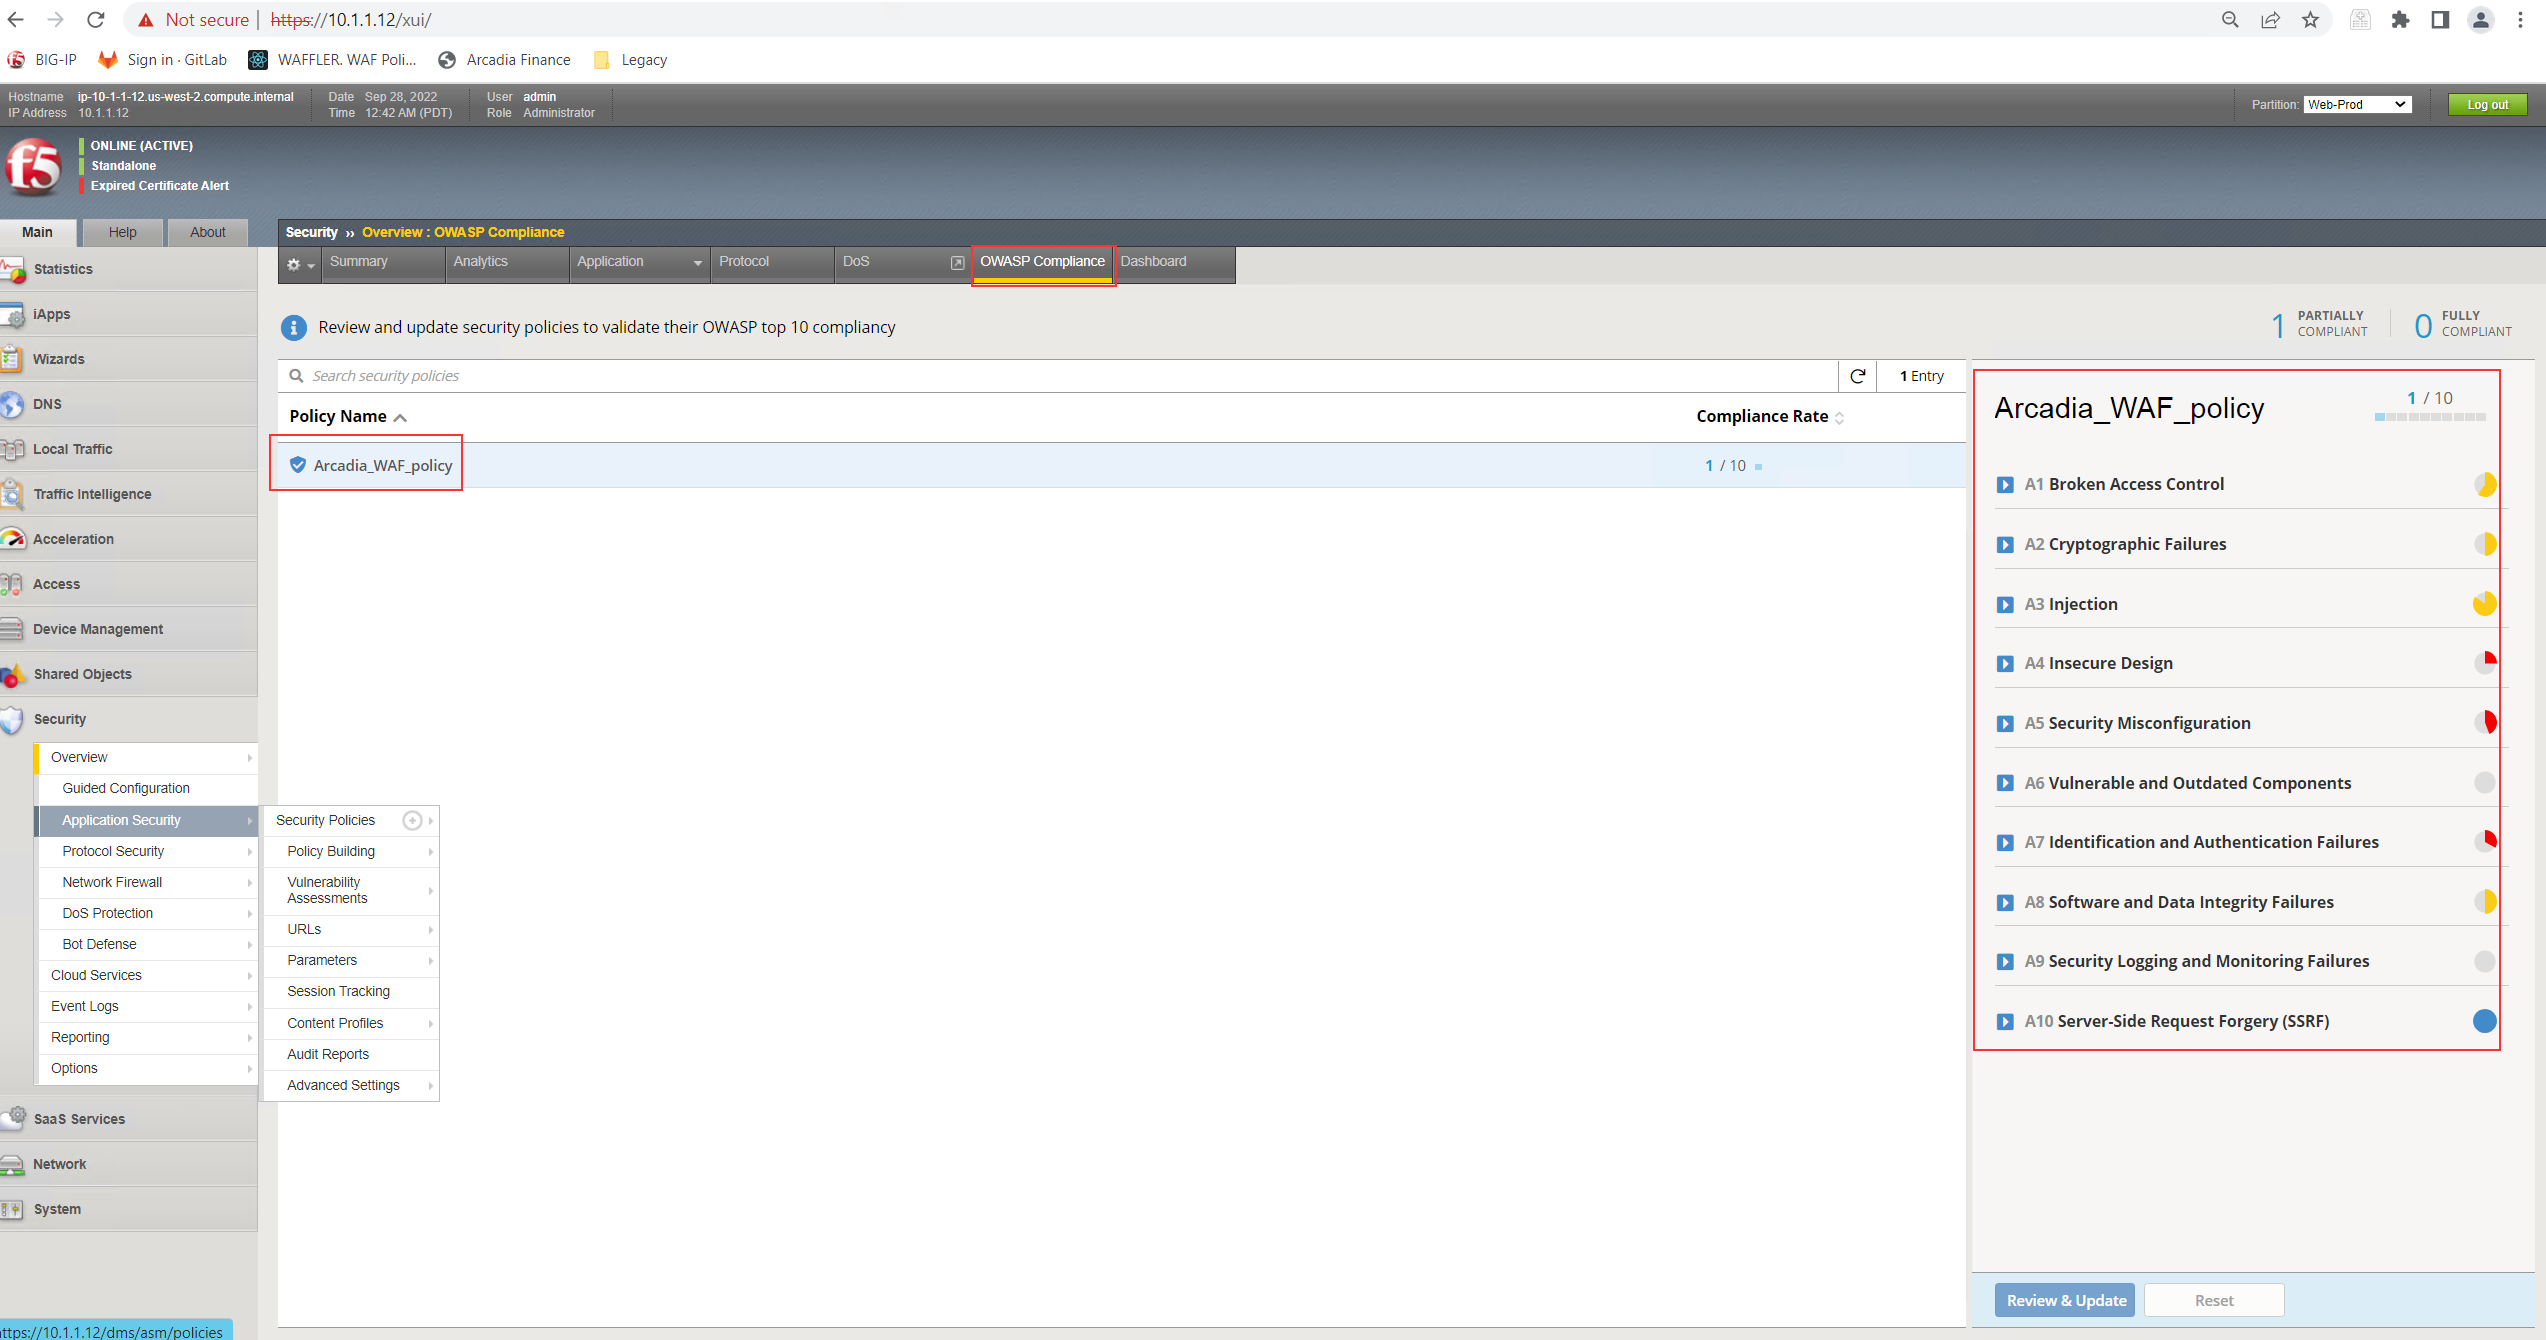 Not secure | https://10.1.1.12/xui/
BIG-IP Sign in · GitLab WAFFLER. WAF Poli... Arcadia Finance Legacy
Hostname ip-10-1-1-12.us-west-2.compute.internal Date Sep 28, 2022 User admin
IP Address 10.1.1.12 Time 12:42 AM (PDT) Role Administrator
Partition: Web-Prod Log out
f5
ONLINE (ACTIVE)
Standalone
Expired Certificate Alert
Main Help About
Security ›› Overview : OWASP Compliance
Summary Analytics Application Protocol DoS OWASP Compliance Dashboard
Statistics
iApps
Wizards
DNS
Local Traffic
Traffic Intelligence
Acceleration
Access
Device Management
Shared Objects
Security
Overview
Guided Configuration
Application Security
Protocol Security
Network Firewall
DoS Protection
Bot Defense
Cloud Services
Event Logs
Reporting
Options
SaaS Services
Network
System
Security Policies
Policy Building
Vulnerability
Assessments
URLs
Parameters
Session Tracking
Content Profiles
Audit Reports
Advanced Settings
Review and update security policies to validate their OWASP top 10 compliancy
1 PARTIALLY COMPLIANT
0 FULLY COMPLIANT
Search security policies
1 Entry
Policy Name Compliance Rate
Arcadia_WAF_policy 1 / 10
Arcadia_WAF_policy 1 / 10
A1 Broken Access Control
A2 Cryptographic Failures
A3 Injection
A4 Insecure Design
A5 Security Misconfiguration
A6 Vulnerable and Outdated Components
A7 Identification and Authentication Failures
A8 Software and Data Integrity Failures
A9 Security Logging and Monitoring Failures
A10 Server-Side Request Forgery (SSRF)
Review & Update Reset
ttps://10.1.1.12/dms/asm/policies